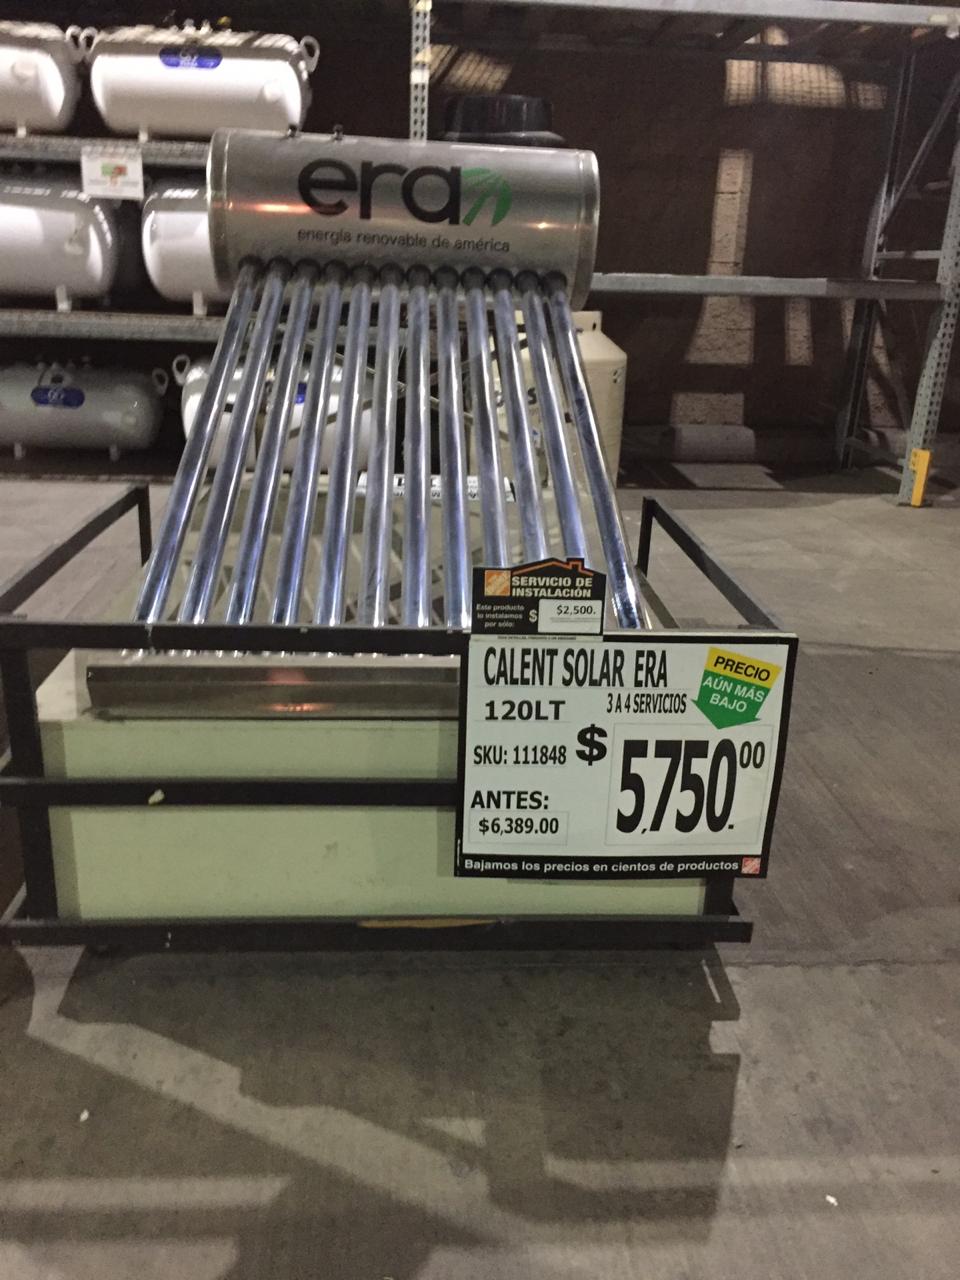 era
energía renovable de américa
SERVICIO DE
INSTALACIÓN
Este producto
lo instalamos
por sólo:
$
$2,500.
CALENT SOLAR ERA
120LT
3 A 4 SERVICIOS
PRECIO
AÚN MÁS
BAJO
SKU: 111848
$ 5,750.00
ANTES:
$6,389.00
Bajamos los precios en cientos de productos